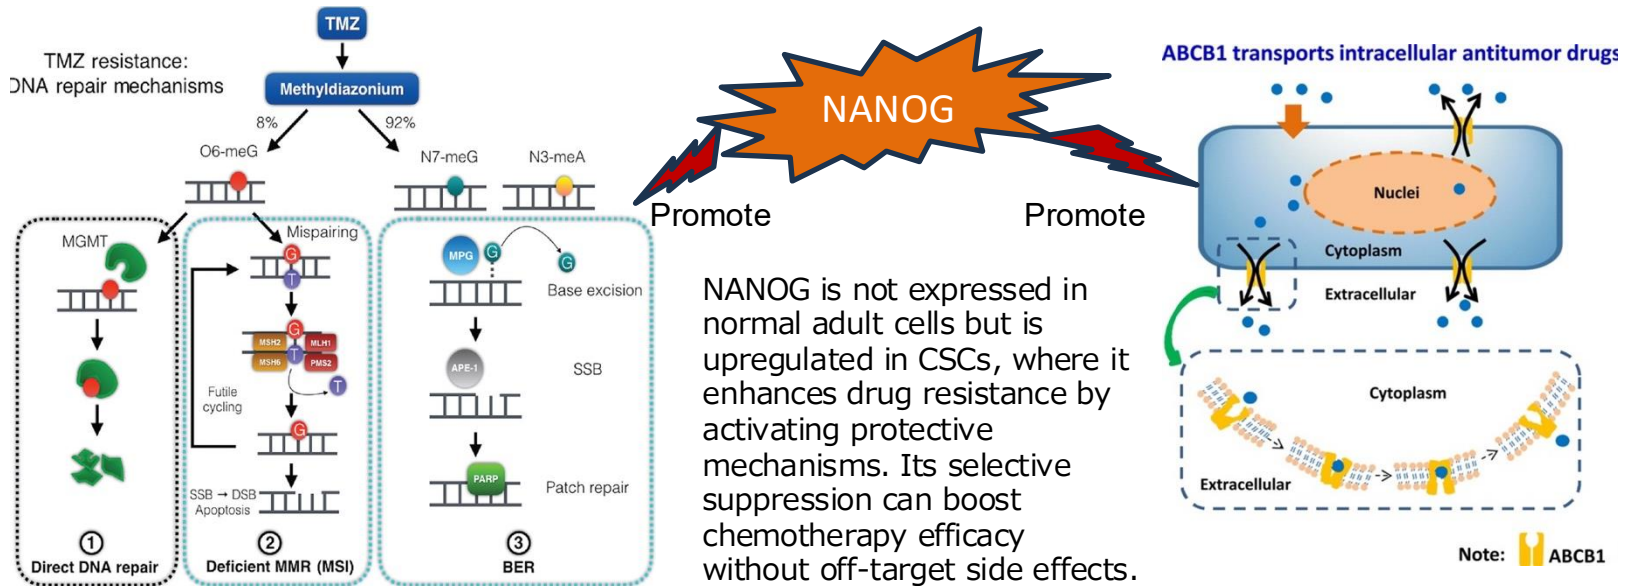 TMZ resistance:
DNA repair mechanisms
TMZ
Methyldiazonium
8%
92%
O6-meG
N7-meG
N3-meA
MGMT
Mispairing
G
T
MSH2
MLH1
G
T
MSH6
PMS2
T
Futile
cycling
G
SSB → DSB
Apoptosis
MPG
G
G
Base excision
APE-1
SSB
PARP
Patch repair
1
Direct DNA repair
2
Deficient MMR (MSI)
3
BER
NANOG
Promote
Promote
NANOG is not expressed in
normal adult cells but is
upregulated in CSCs, where it
enhances drug resistance by
activating protective
mechanisms. Its selective
suppression can boost
chemotherapy efficacy
without off-target side effects.
ABCB1 transports intracellular antitumor drugs
Nuclei
Cytoplasm
Extracellular
Cytoplasm
Extracellular
Note: ABCB1